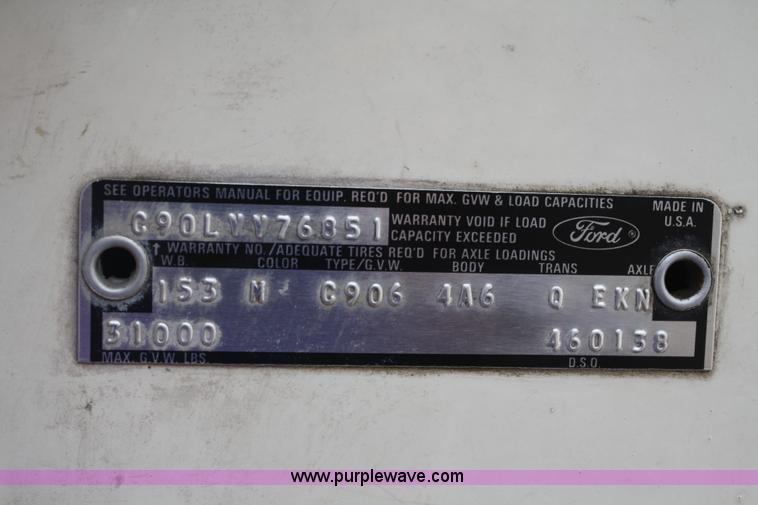 SEE OPERATORS MANUAL FOR EQUIP. REQ'D FOR MAX. GVW & LOAD CAPACITIES
MADE IN U.S.A.
C90LVV76851
WARRANTY VOID IF LOAD CAPACITY EXCEEDED
Ford
↑ WARRANTY NO./ADEQUATE TIRES REQ'D FOR AXLE LOADINGS
W.B. COLOR TYPE/G.V.W. BODY TRANS AXLE
153 M C906 4A6 Q EKN
31000 460138
MAX. G.V.W. LBS. D.S.O.
www.purplewave.com